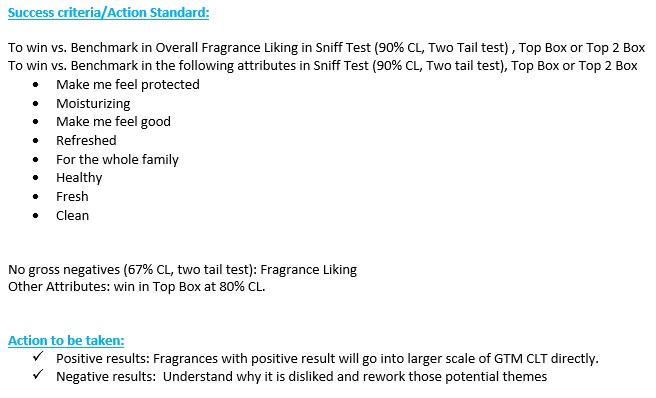 Success criteria/Action Standard:
To win vs. Benchmark in Overall Fragrance Liking in Sniff Test (90% CL, Two Tail test) , Top Box or Top 2 Box
To win vs. Benchmark in the following attributes in Sniff Test (90% CL, Two tail test), Top Box or Top 2 Box
• Make me feel protected
• Moisturizing
• Make me feel good
• Refreshed
• For the whole family
• Healthy
• Fresh
• Clean
No gross negatives (67% CL, two tail test): Fragrance Liking
Other Attributes: win in Top Box at 80% CL.
Action to be taken:
✓ Positive results: Fragrances with positive result will go into larger scale of GTM CLT directly.
✓ Negative results:  Understand why it is disliked and rework those potential themes